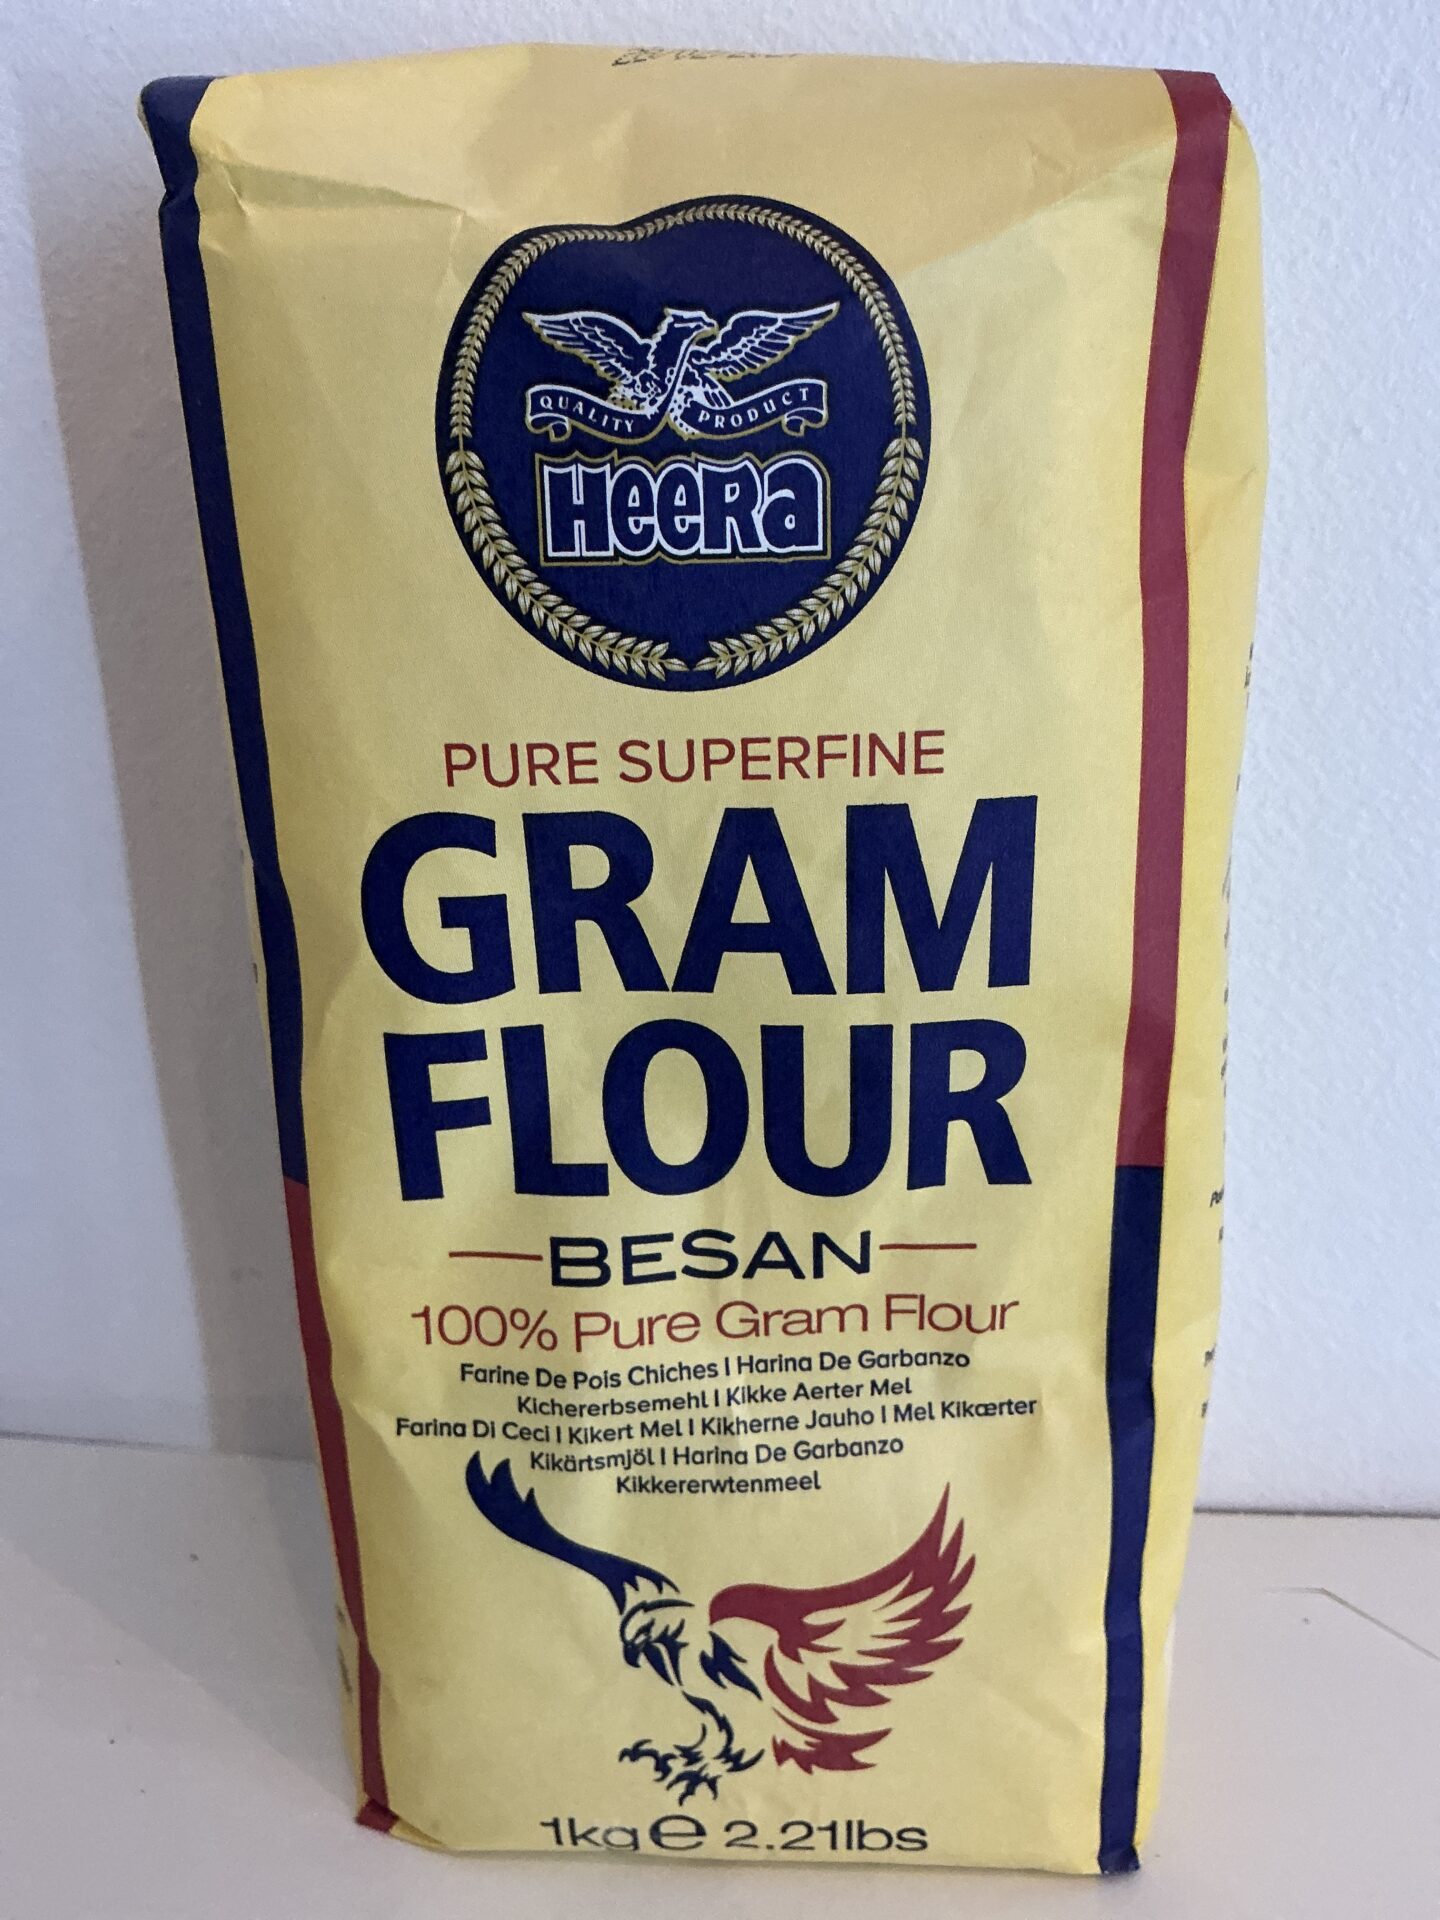 QUALITY PRODUCT
HeeRa
PURE SUPERFINE
GRAM
FLOUR
BESAN
100% Pure Gram Flour
Farine De Pois Chiches | Harina De Garbanzo
Kichererbsemehl | Kikke Aerter Mel
Farina Di Ceci | Kikert Mel | Kikherne Jauho | Mel Kikærter
Kikärtsmjöl | Harina De Garbanzo
Kikkererwtenmeel
1kg e 2.21lbs